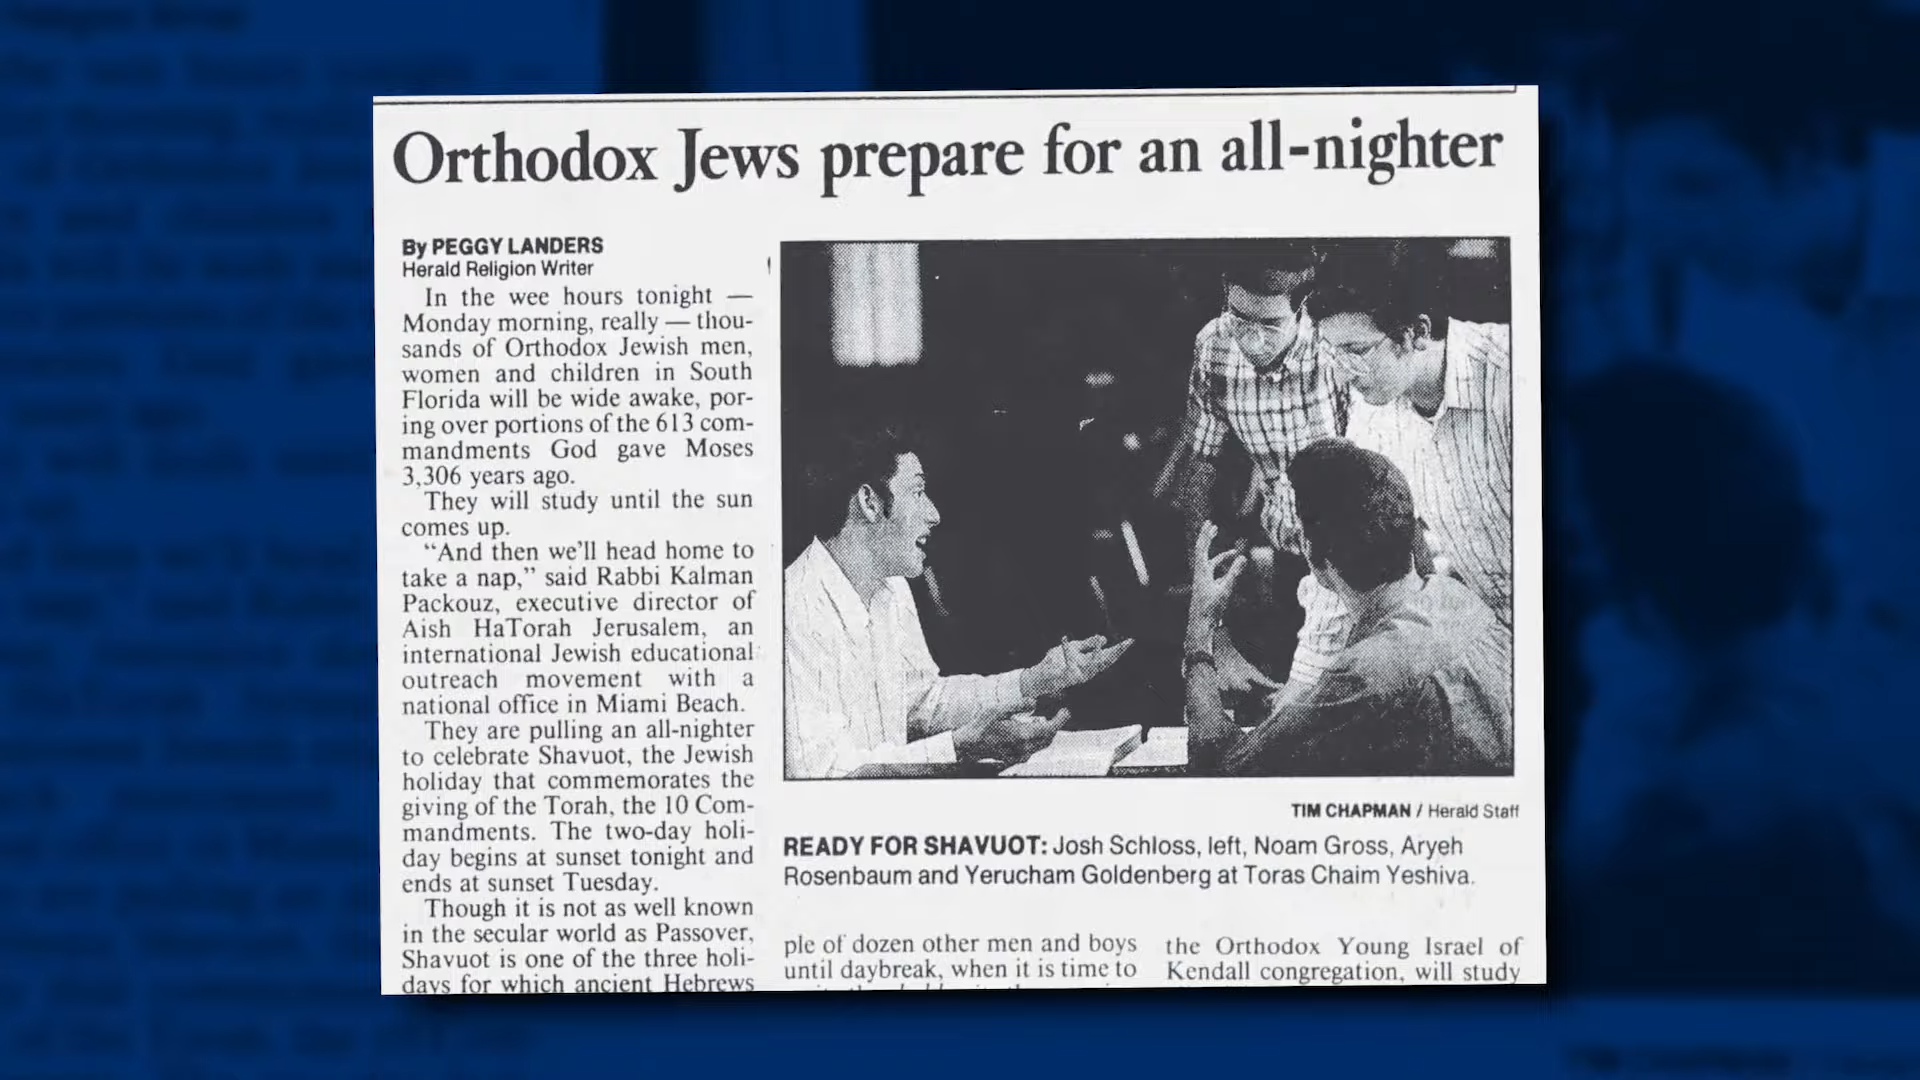 Orthodox Jews prepare for an all-nighter
By PEGGY LANDERS
Herald Religion Writer
In the wee hours tonight —
Monday morning, really — thou-
sands of Orthodox Jewish men,
women and children in South
Florida will be wide awake, por-
ing over portions of the 613 com-
mandments God gave Moses
3,306 years ago.
They will study until the sun
comes up.
“And then we’ll head home to
take a nap,” said Rabbi Kalman
Packouz, executive director of
Aish HaTorah Jerusalem, an
international Jewish educational
outreach movement with a
national office in Miami Beach.
They are pulling an all-nighter
to celebrate Shavuot, the Jewish
holiday that commemorates the
giving of the Torah, the 10 Com-
mandments. The two-day holi-
day begins at sunset tonight and
ends at sunset Tuesday.
Though it is not as well known
in the secular world as Passover,
Shavuot is one of the three holi-
days for which ancient Hebrews
TIM CHAPMAN / Herald Staff
READY FOR SHAVUOT: Josh Schloss, left, Noam Gross, Aryeh
Rosenbaum and Yerucham Goldenberg at Toras Chaim Yeshiva.
ple of dozen other men and boys
until daybreak, when it is time to
the Orthodox Young Israel of
Kendall congregation, will study